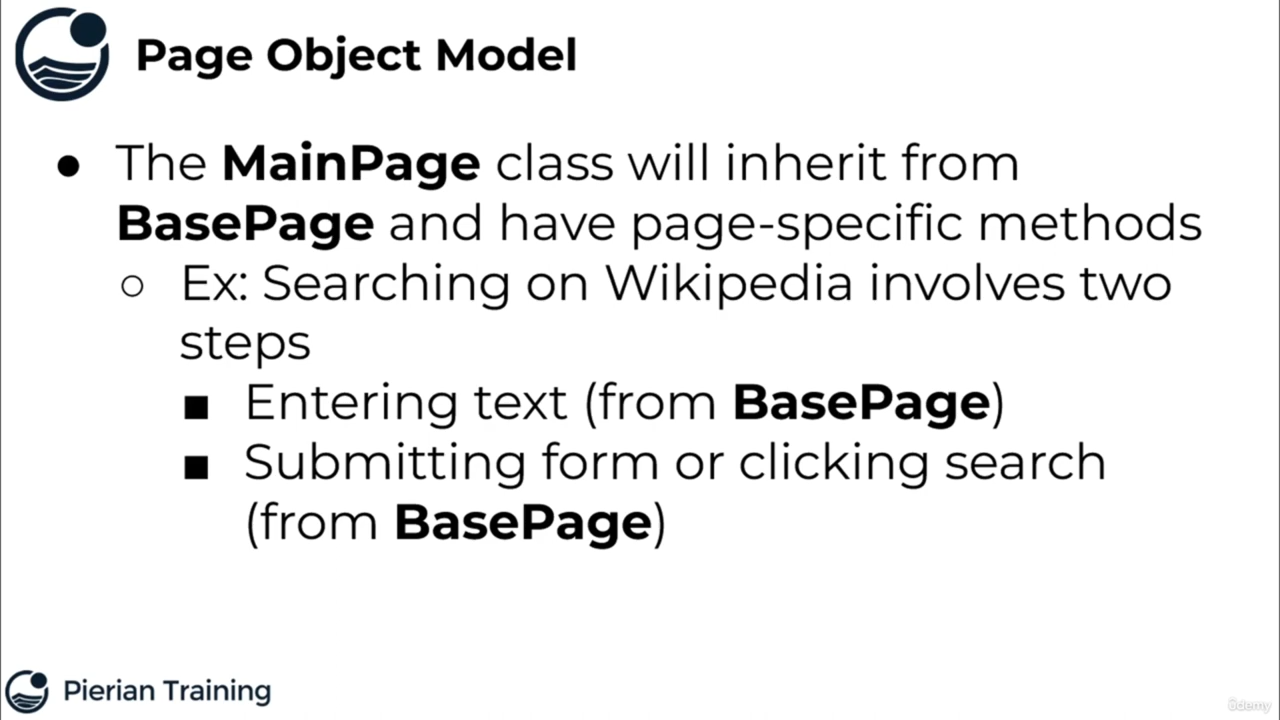 Page Object Model
● The MainPage class will inherit from
BasePage and have page-specific methods
○ Ex: Searching on Wikipedia involves two
steps
■ Entering text (from BasePage)
■ Submitting form or clicking search
(from BasePage)
Pierian Training
ûdemy